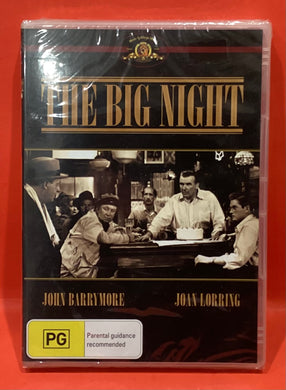 THE BIG NIGHT
JOHN BARRYMORE
JOAN LORRING
PG
Parental guidance
recommended